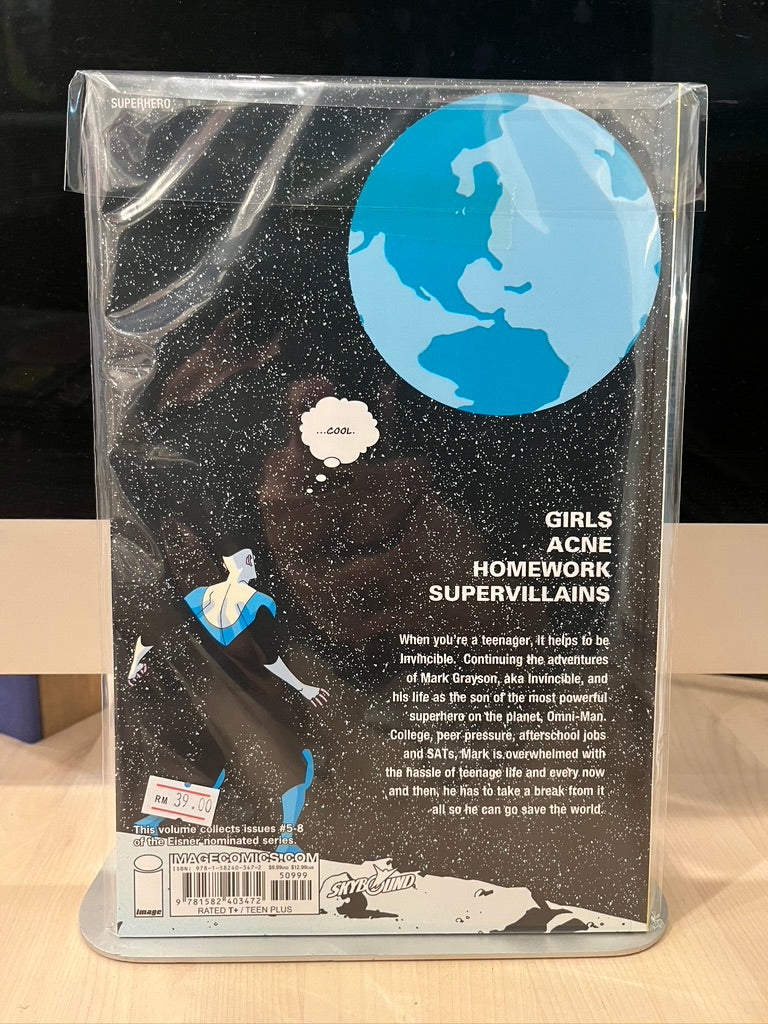 SUPERHERO
...COOL.
GIRLS
ACNE
HOMEWORK
SUPERVILLAINS
When you're a teenager, it helps to be
Invincible. Continuing the adventures
of Mark Grayson, aka Invincible, and
his life as the son of the most powerful
superhero on the planet, Omni-Man.
College, peer pressure, afterschool jobs
and SATs, Mark is overwhelmed with
the hassle of teenage life and every now
and then, he has to take a break from it
all so he can go save the world.
RM 39.00
This volume collects issues #5-8
of the Eisner nominated series.
IMAGECOMICS.COM
ISBN: 978-1-58240-347-2 $9.99USD $12.99CAN
50999
9 781582 403472
RATED T+ / TEEN PLUS
image
SKYBOUND